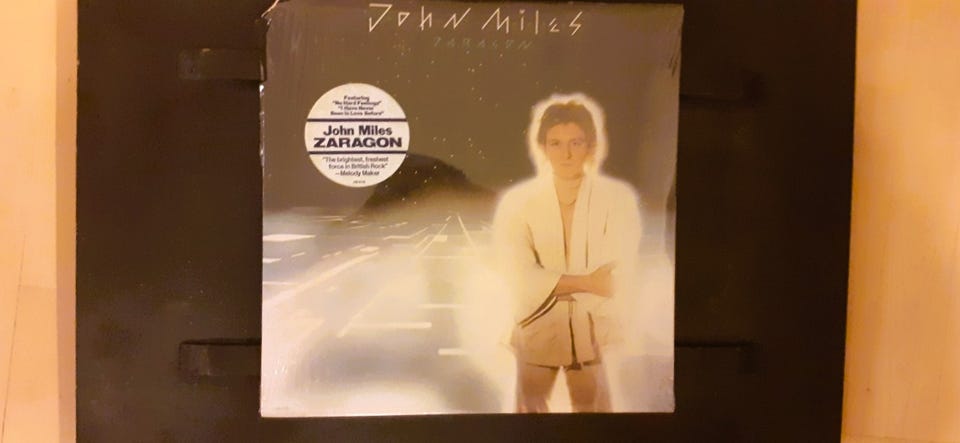 John Miles
ZARAGON
Featuring
"No Hard Feelings"
"I Have Never
Been In Love Before"
John Miles
ZARAGON
"The brightest, freshest
force in British Rock"
—Melody Maker